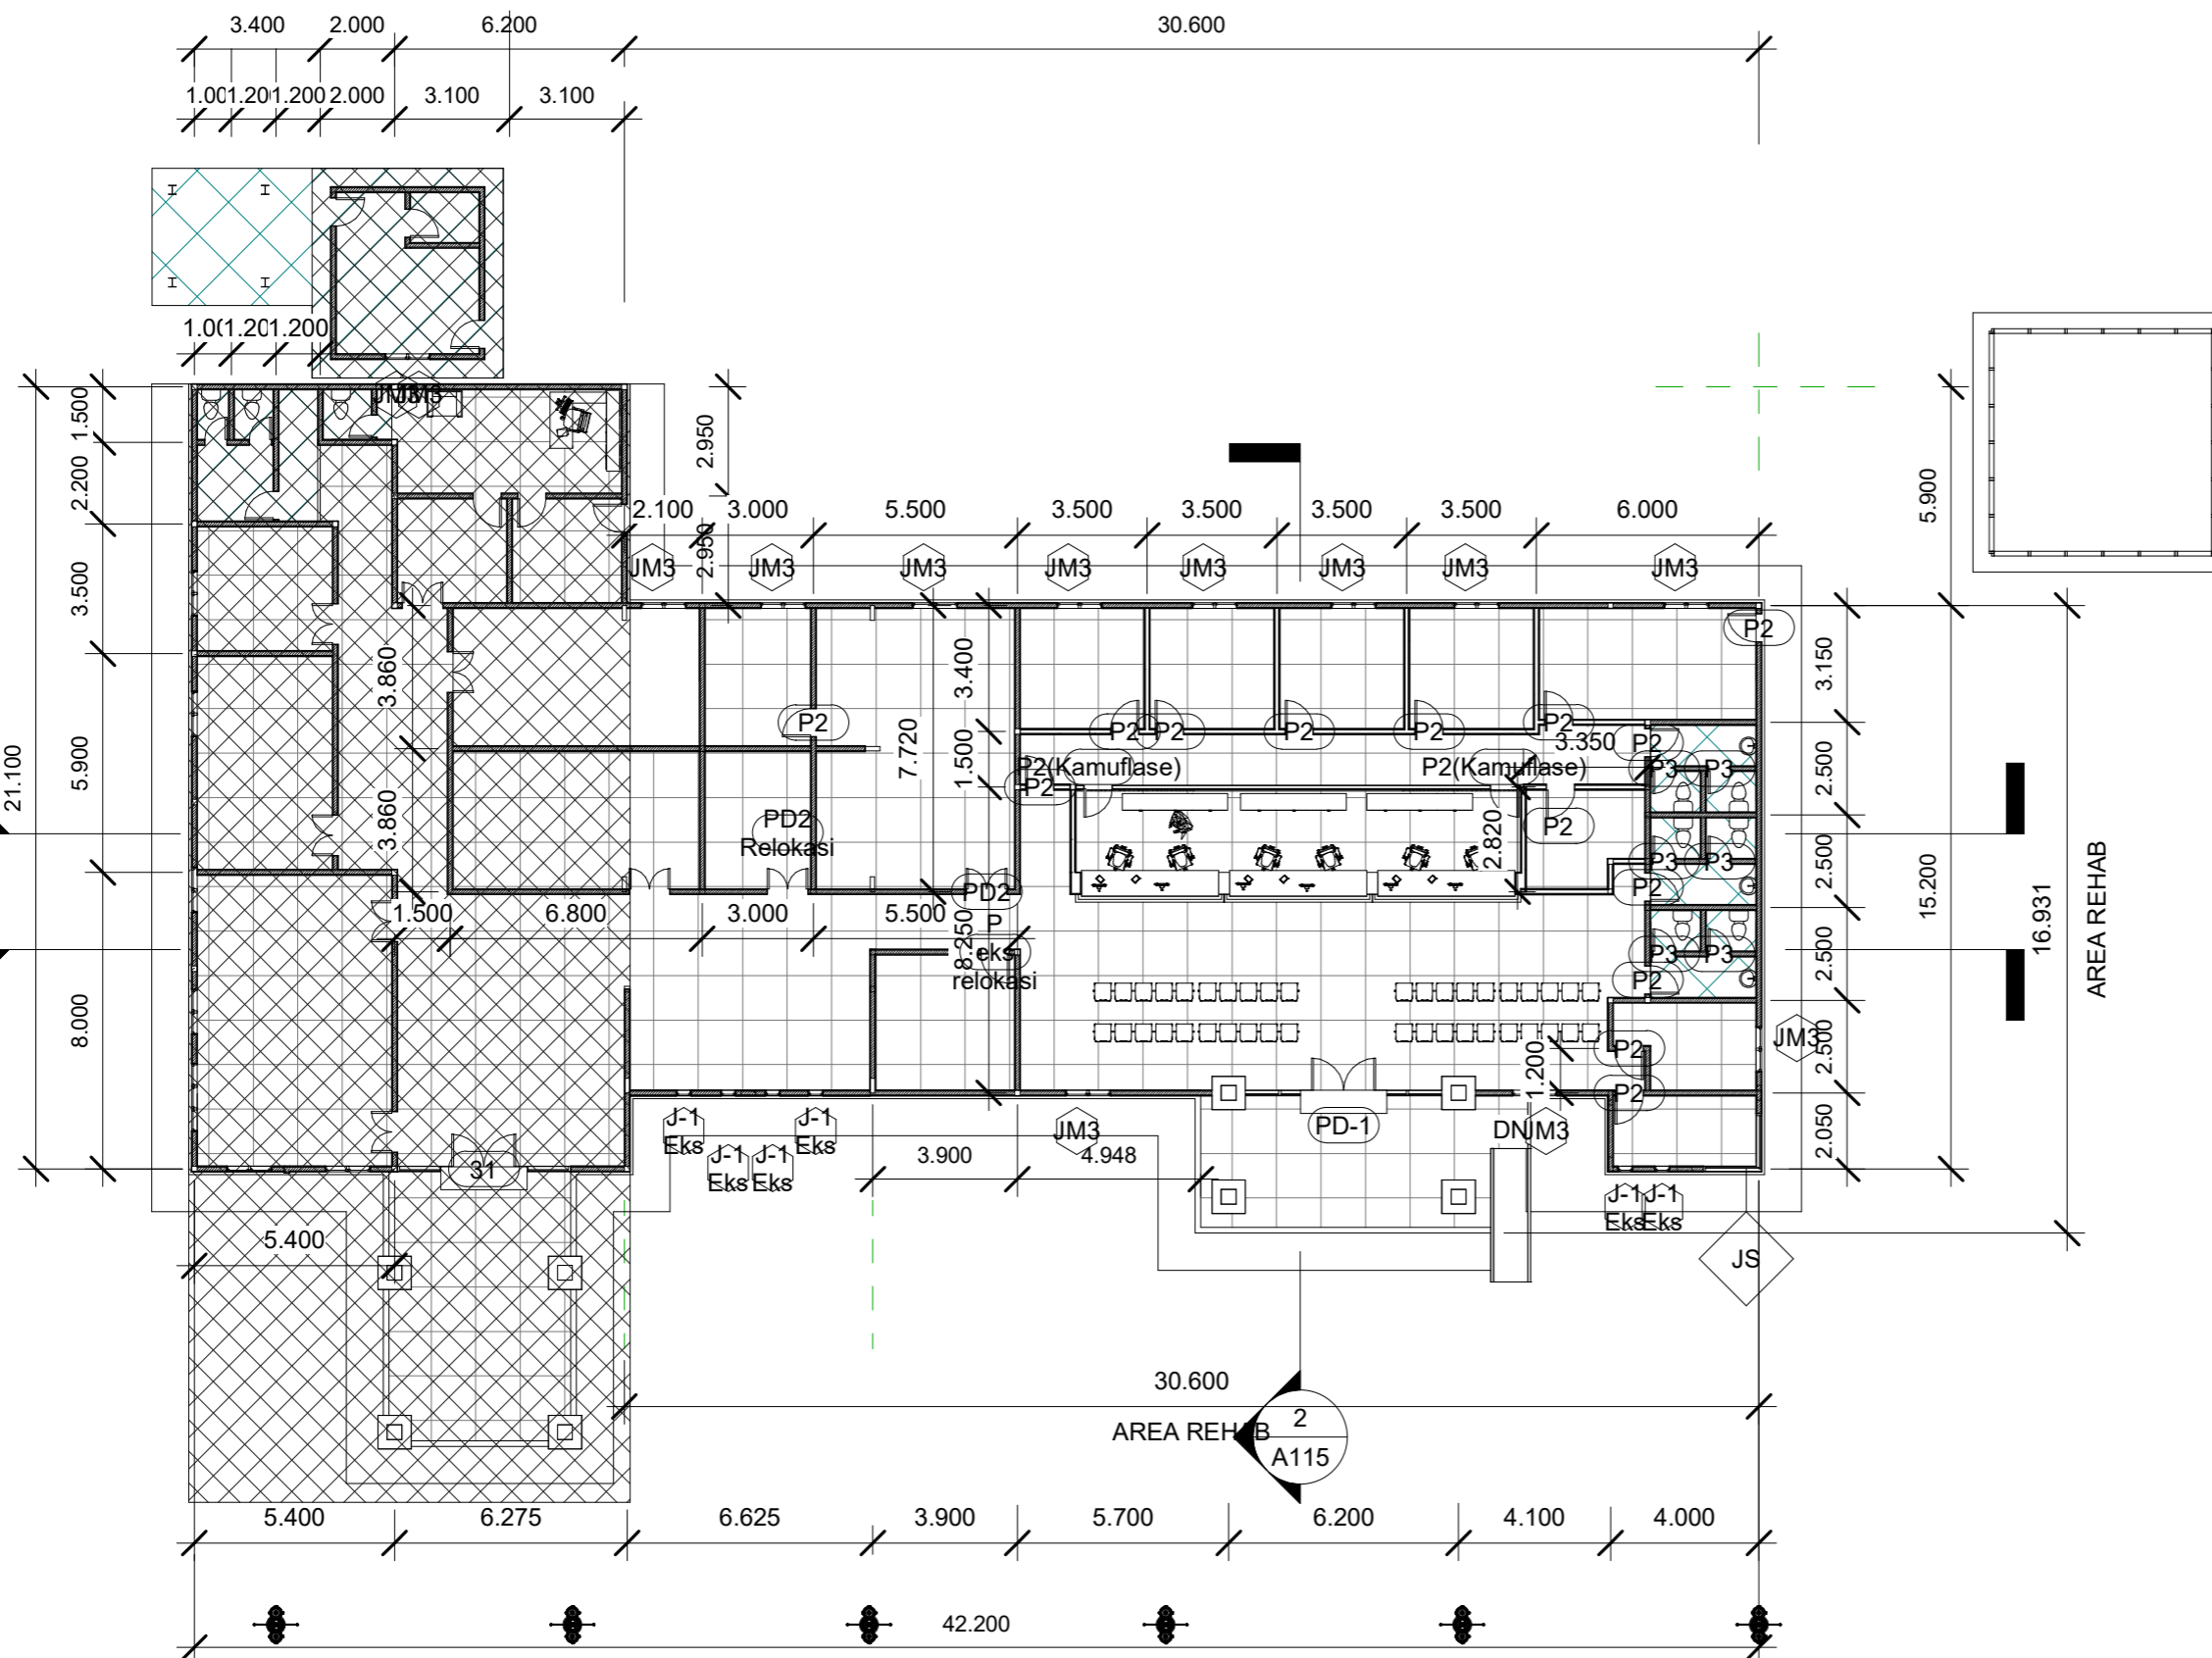 3.400 2.000 6.200 30.600
1.00 1.20 1.200 2.000 3.100 3.100
1.00 1.20 1.200
JM3 JM3
1.500
2.200
3.500
5.900
8.000
21.100
2.950
2.950
5.900
2.100 3.000 5.500 3.500 3.500 3.500 3.500 6.000
JM3 JM3 JM3 JM3 JM3 JM3 JM3 JM3
P2
3.860
3.400
3.150
P2 P2 P2 P2 P2 P2 P2
7.720
1.500
3.350
P2(Kamuflase) P2(Kamuflase)
P3 P3
2.500
P2
3.860
PD2
Relokasi
2.820
P2
P3 P3
2.500
P2
15.200
16.931
AREA REHAB
PD2
1.500 6.800 3.000 5.500
P
eks
relokasi
8.250
P3 P3
2.500
P2
JM3
2.500
P2
1.200
P2
2.050
J-1
Eks
J-1
Eks
J-1
Eks
J-1
Eks
JM3
PD-1
DN
JM3
31
3.900 4.948
J-1
Eks
J-1
Eks
5.400
JS
30.600
AREA REHAB
2
A115
5.400 6.275 6.625 3.900 5.700 6.200 4.100 4.000
42.200